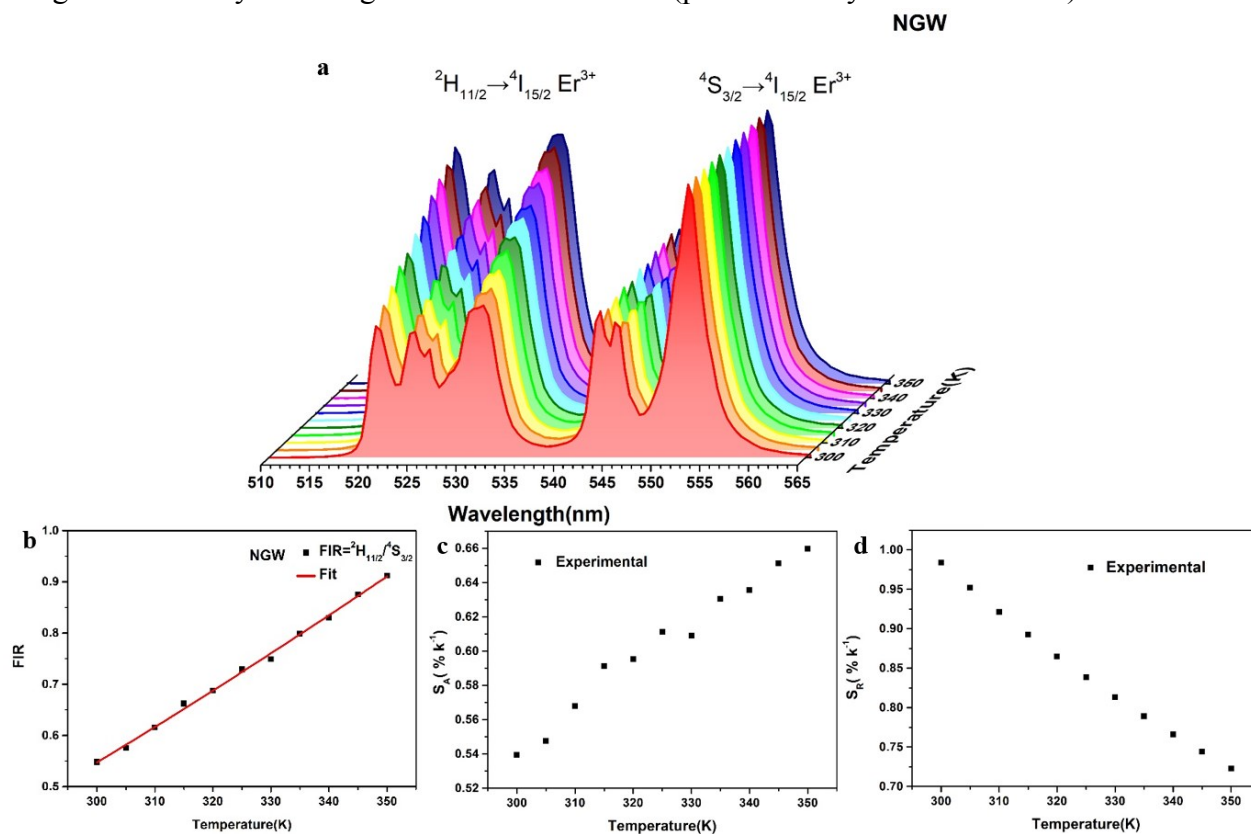 NGW
a
²H₁₁/₂→⁴I₁₅/₂ Er³⁺
⁴S₃/₂→⁴I₁₅/₂ Er³⁺
350
340
330
320
310
300
Temperature(K)
510 515 520 525 530 535 540 545 550 555 560 565
Wavelength(nm)
b
1.0
0.9
0.8
0.7
0.6
0.5
FIR
NGW
FIR=²H₁₁/₂/⁴S₃/₂
Fit
300 310 320 330 340 350
Temperature(K)
c
0.66
0.64
0.62
0.60
0.58
0.56
0.54
0.52
S_A( % k⁻¹)
Experimental
300 310 320 330 340 350
Temperature(K)
d
1.00
0.95
0.90
0.85
0.80
0.75
0.70
S_R( % k⁻¹)
Experimental
300 310 320 330 340 350
Temperature(K)